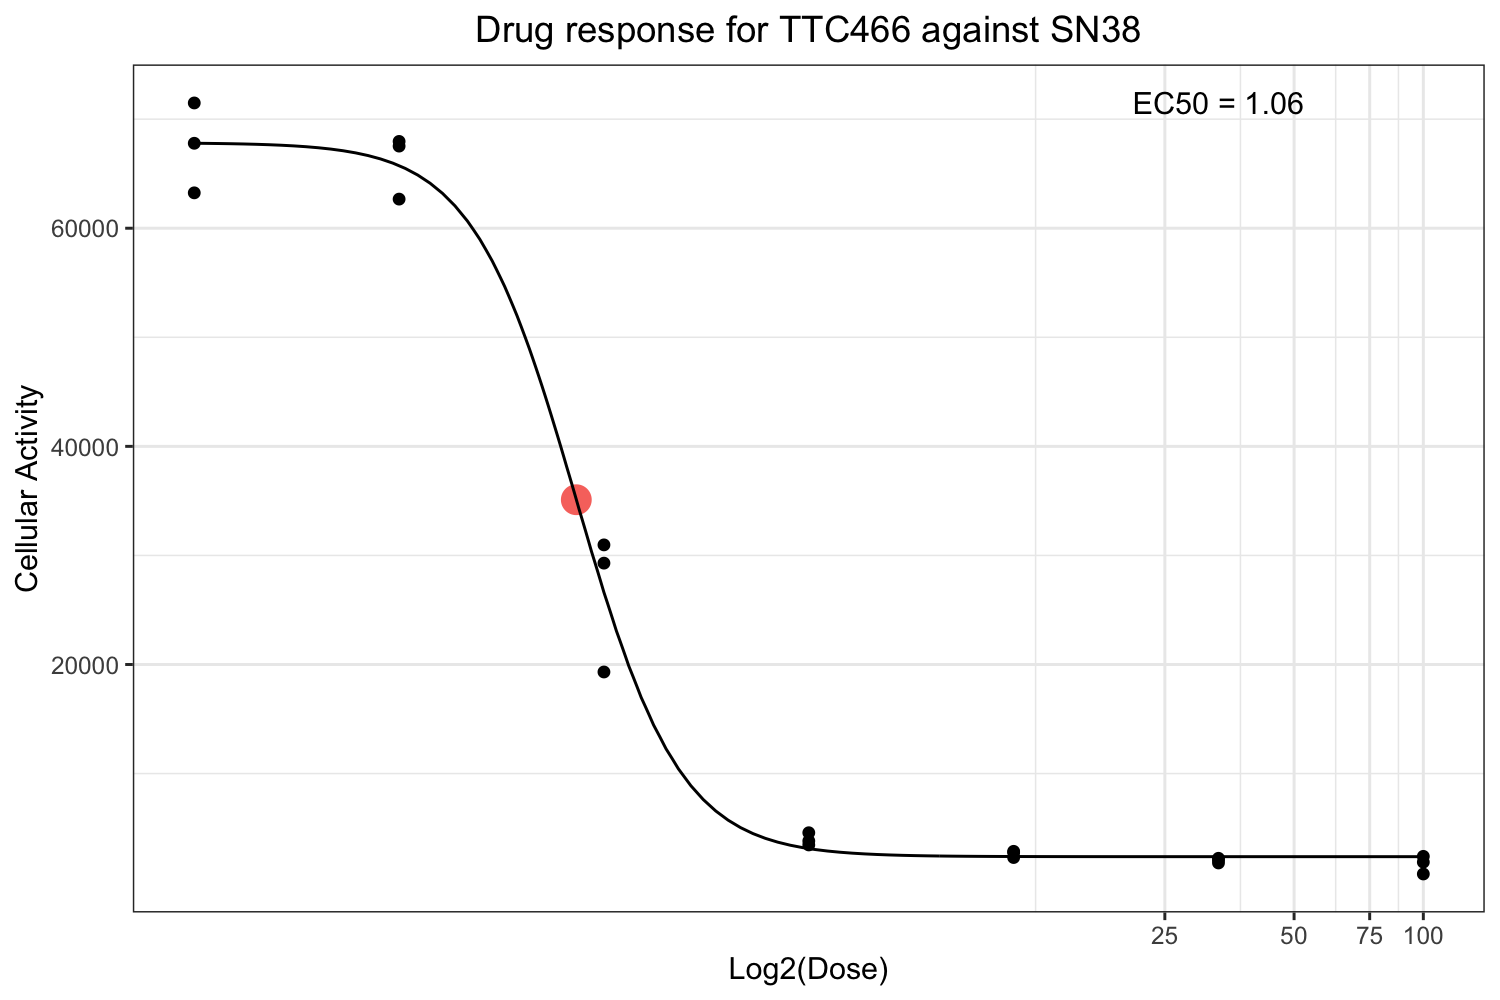 Drug response for TTC466 against SN38
EC50 = 1.06
Cellular Activity
60000
40000
20000
25 50 75 100
Log2(Dose)